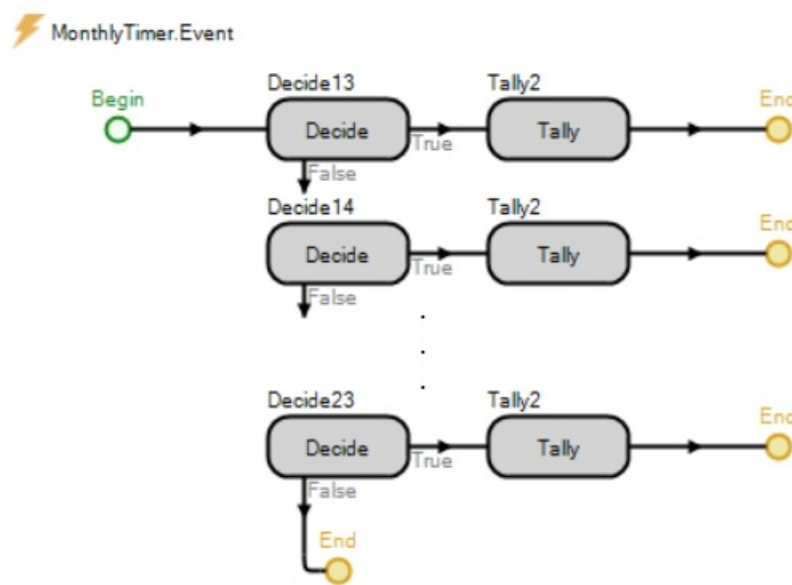 MonthlyTimer.Event
Decide13 Tally2 End
Begin
Decide True Tally
False
Decide14 Tally2 End
Decide True Tally
False
Decide23 Tally2 End
Decide True Tally
False
End